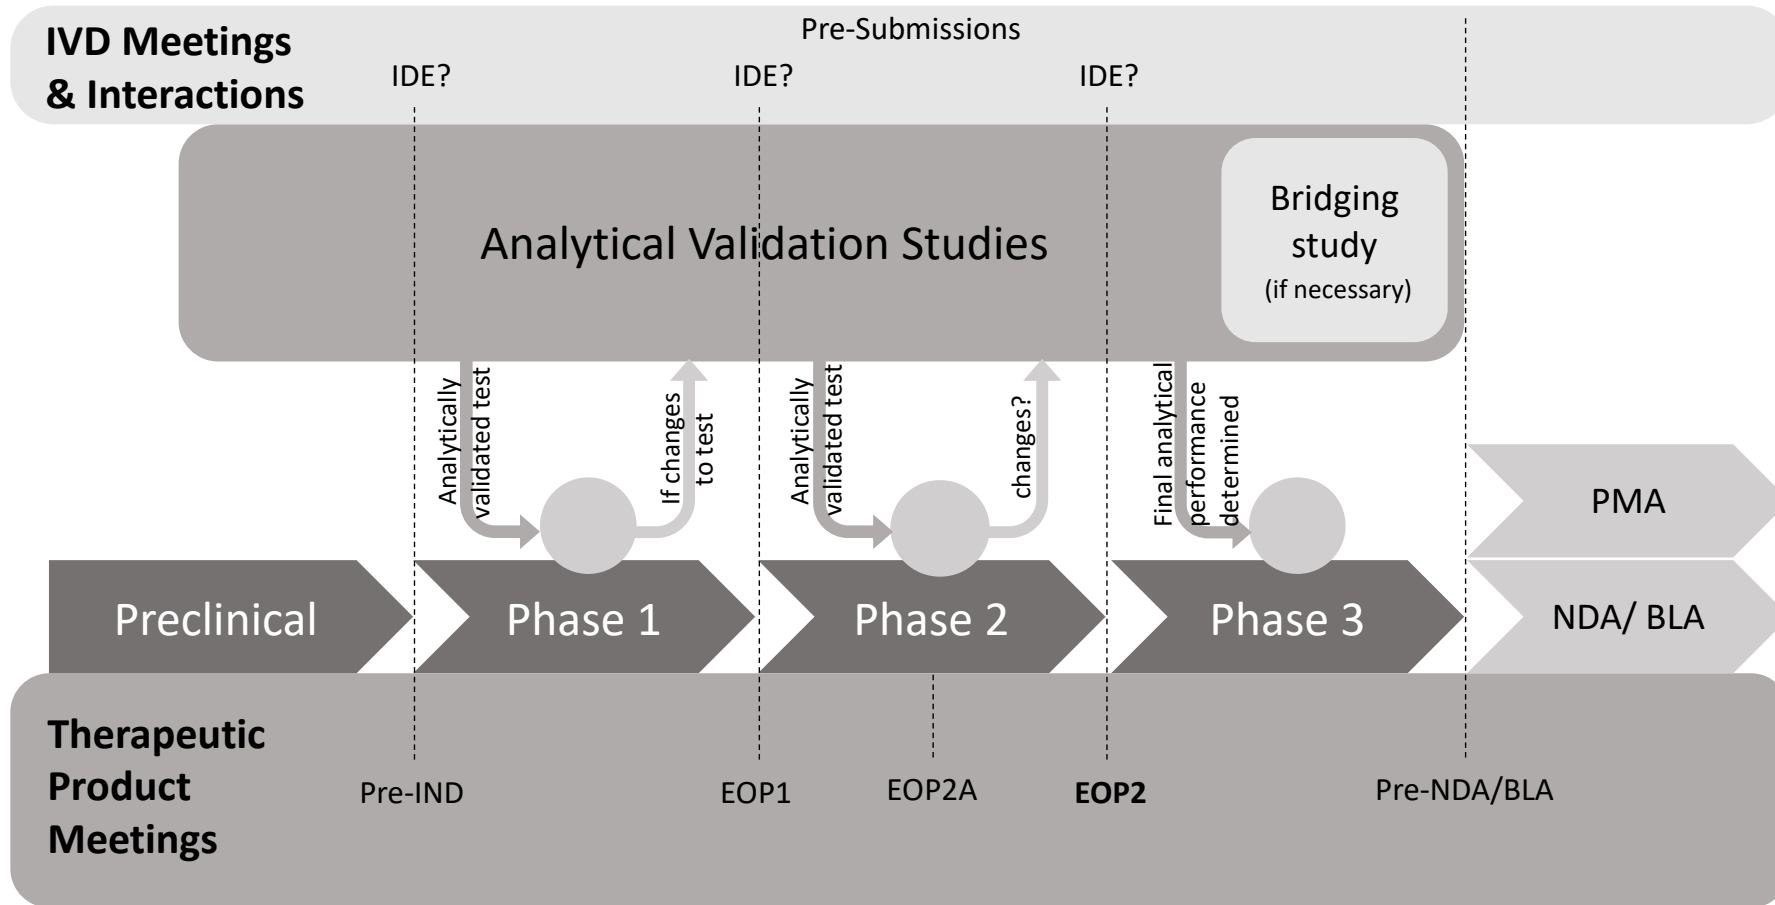 IVD Meetings
& Interactions
Pre-Submissions
IDE?
IDE?
IDE?
Analytical Validation Studies
Bridging
study
(if necessary)
Analytically
validated test
If changes
to test
Analytically
validated test
changes?
Final analytical
performance
determined
PMA
Preclinical
Phase 1
Phase 2
Phase 3
NDA/ BLA
Therapeutic
Product
Meetings
Pre-IND
EOP1
EOP2A
EOP2
Pre-NDA/BLA